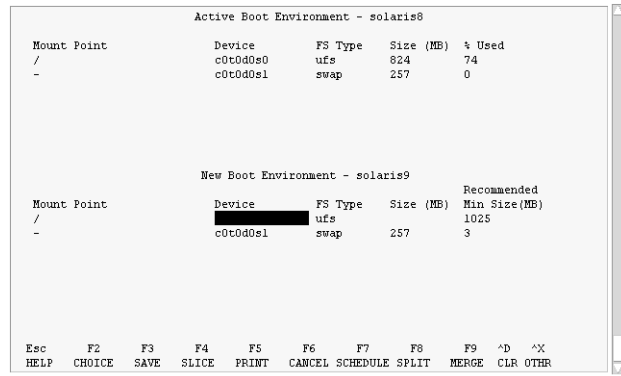 Active Boot Environment - solaris8
Mount Point Device FS Type Size (MB) % Used
/ c0t0d0s0 ufs 824 74
- c0t0d0s1 swap 257 0
New Boot Environment - solaris9
Recommended
Mount Point Device FS Type Size (MB) Min Size(MB)
/ ufs 1025
- c0t0d0s1 swap 257 3
Esc F2 F3 F4 F5 F6 F7 F8 F9 ^D ^X
HELP CHOICE SAVE SLICE PRINT CANCEL SCHEDULE SPLIT MERGE CLR OTHR